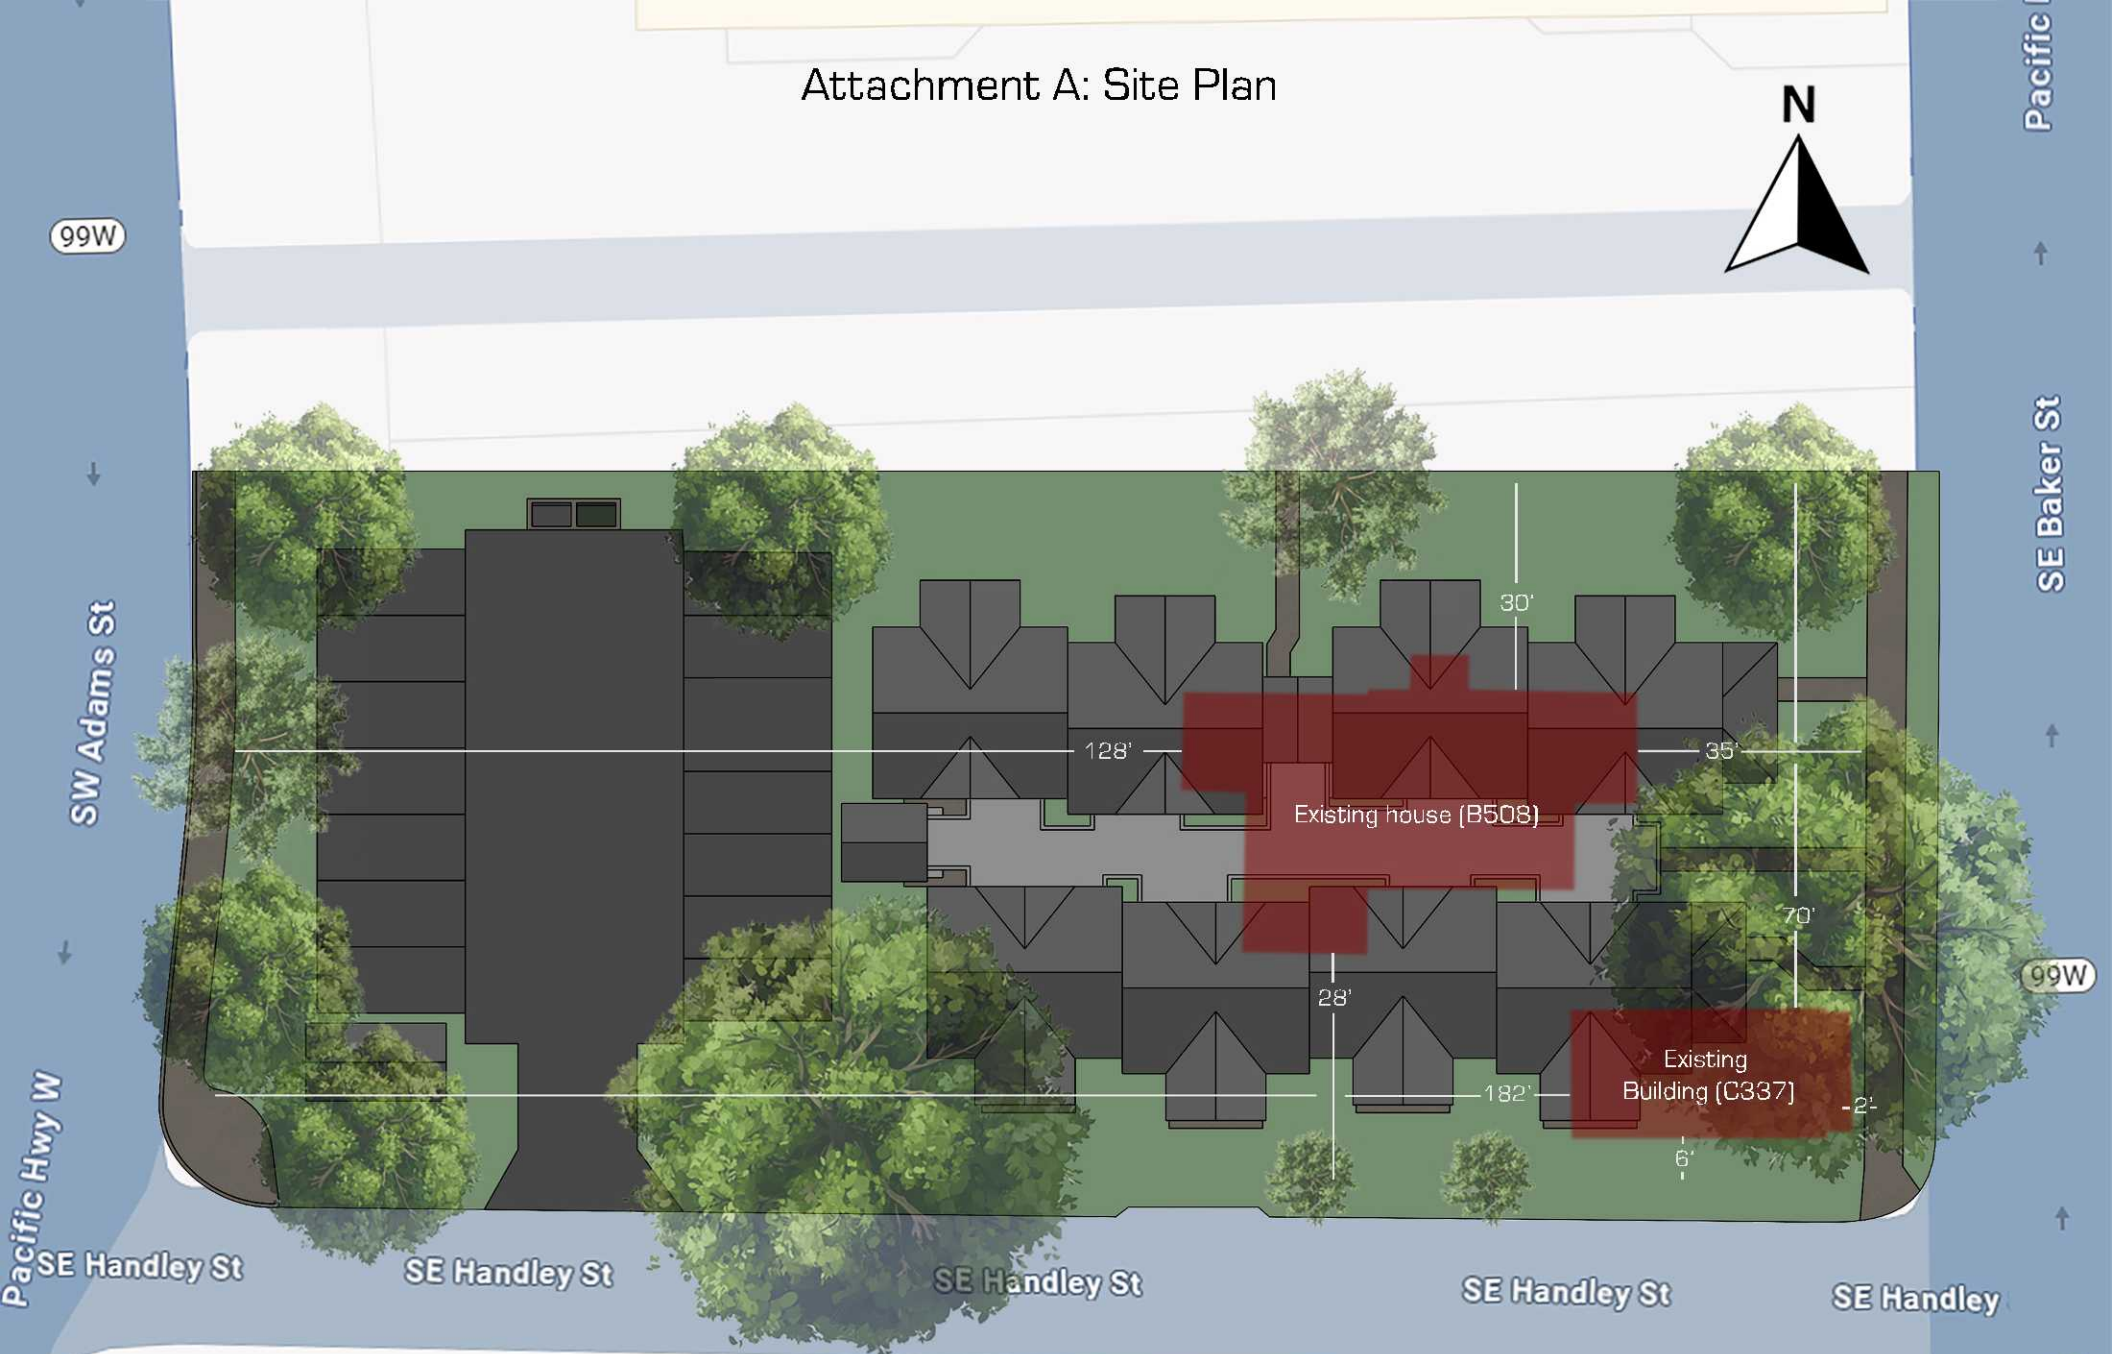 Attachment A: Site Plan
N
Pacific
99W
SE Baker St
SW Adams St
30'
128'
35'
Existing house (B508)
70'
99W
28'
Existing
Building (C337)
182'
-2'-
6'
Pacific Hwy W
SE Handley St
SE Handley St
SE Handley St
SE Handley St
SE Handley